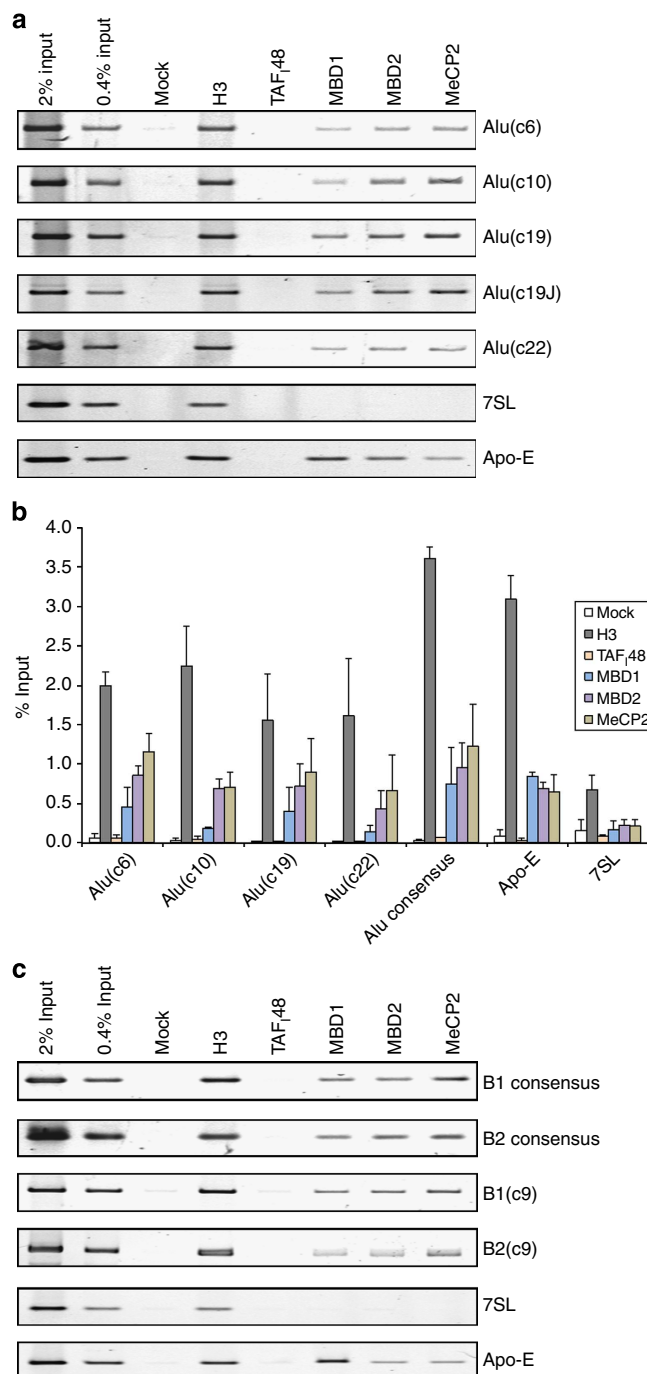 a
2% input 0.4% input Mock H3 TAFI48 MBD1 MBD2 MeCP2
Alu(c6)
Alu(c10)
Alu(c19)
Alu(c19J)
Alu(c22)
7SL
Apo-E
b
4.0
3.5
3.0
2.5
2.0
1.5
1.0
0.5
0.0
% Input
Mock
H3
TAFI48
MBD1
MBD2
MeCP2
Alu(c6) Alu(c10) Alu(c19) Alu(c22) Alu consensus Apo-E 7SL
c
2% Input 0.4% Input Mock H3 TAFI48 MBD1 MBD2 MeCP2
B1 consensus
B2 consensus
B1(c9)
B2(c9)
7SL
Apo-E